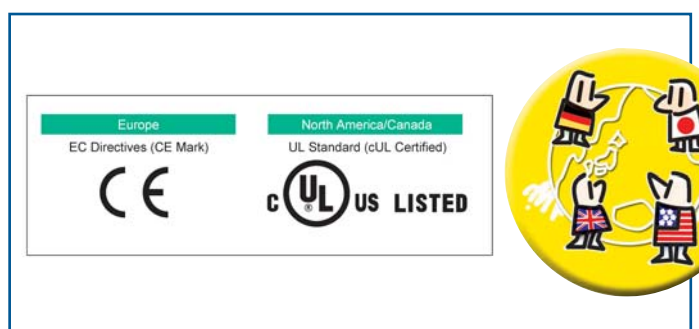 Europe
EC Directives (CE Mark)
CE
North America/Canada
UL Standard (cUL Certified)
C UL® US LISTED